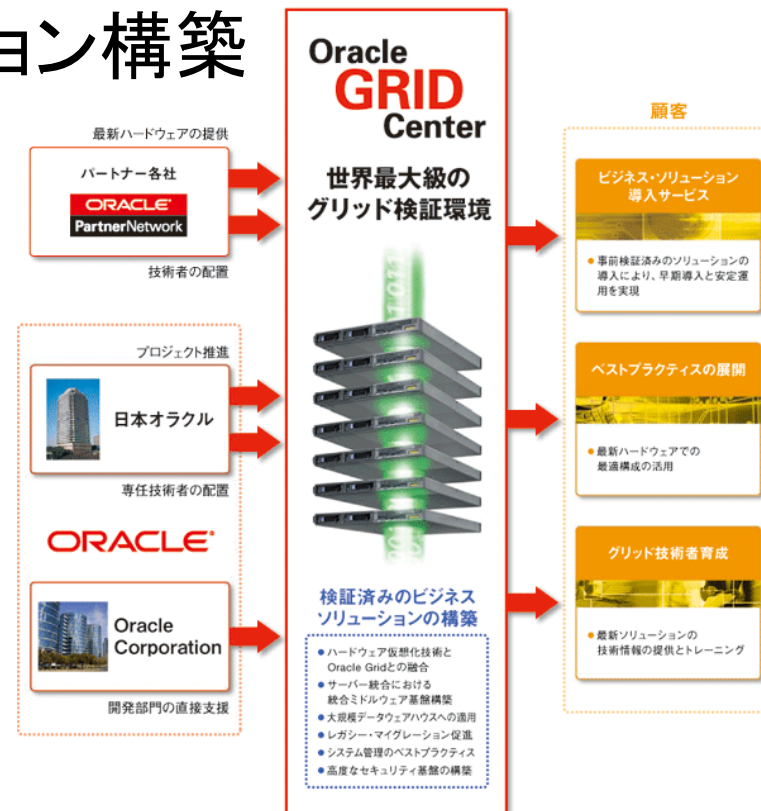 ョン構築
最新ハードウェアの提供
パートナー各社
ORACLE
PartnerNetwork
技術者の配置
プロジェクト推進
日本オラクル
専任技術者の配置
ORACLE
Oracle
Corporation
開発部門の直接支援
Oracle
GRID
Center
世界最大級の
グリッド検証環境
検証済みのビジネス
ソリューションの構築
●ハードウェア仮想化技術と
Oracle Gridとの融合
●サーバー統合における
統合ミドルウェア基盤構築
●大規模データウェアハウスへの適用
●レガシー・マイグレーション促進
●システム管理のベストプラクティス
●高度なセキュリティ基盤の構築
顧客
ビジネス・ソリューション
導入サービス
●事前検証済みのソリューションの
導入により、早期導入と安定運
用を実現
ベストプラクティスの展開
●最新ハードウェアでの
最適構成の活用
グリッド技術者育成
●最新ソリューションの
技術情報の提供とトレーニング